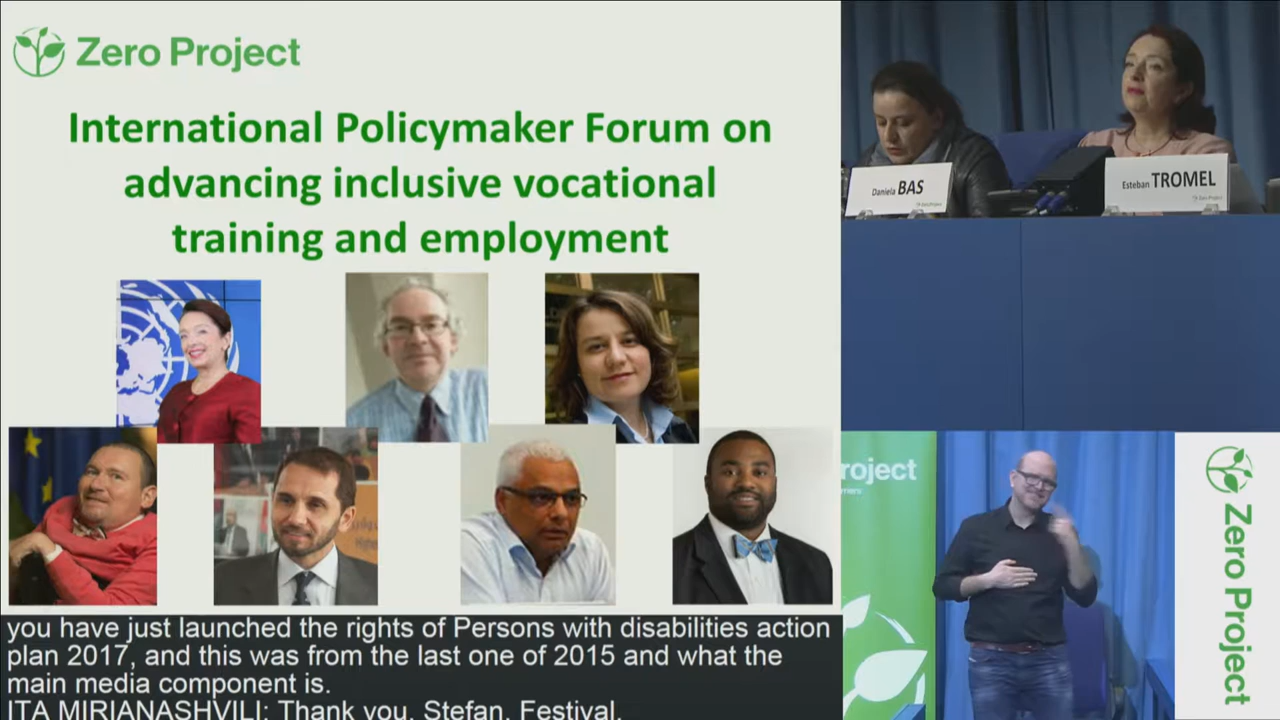 Zero Project
International Policymaker Forum on
advancing inclusive vocational
training and employment
you have just launched the rights of Persons with disabilities action
plan 2017, and this was from the last one of 2015 and what the
main media component is.
ITA MIRIANASHVILI: Thank you, Stefan. Festival,
Daniela BAS
Esteban TROMEL
Zero Project
roject
Zero Project